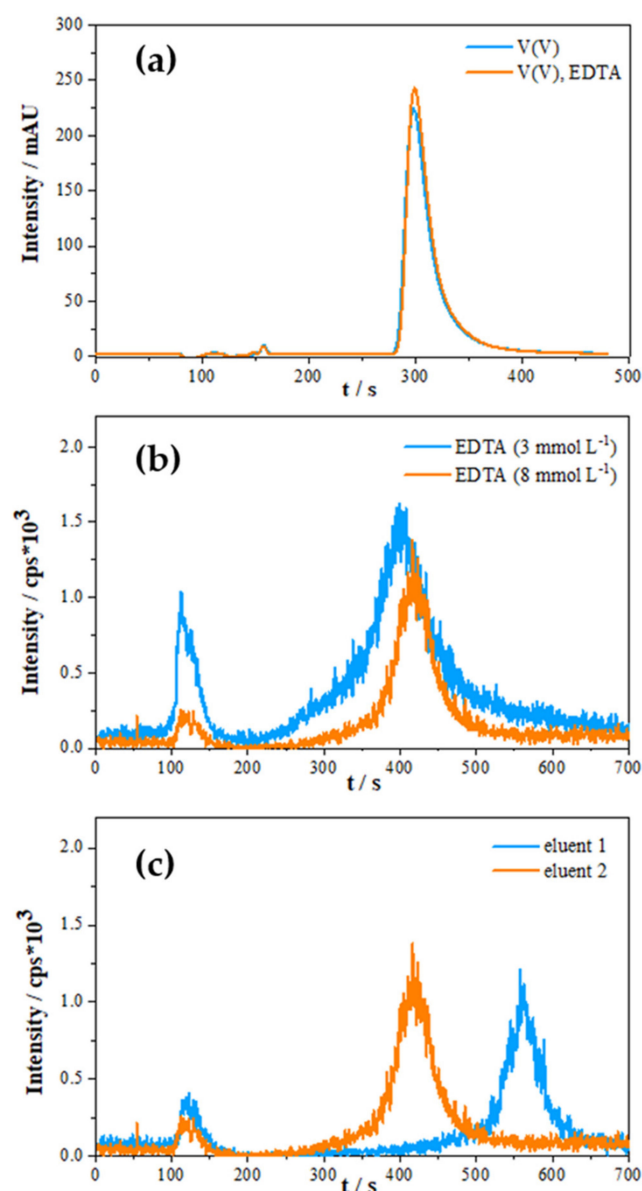 (a)
V(V)
V(V), EDTA
Intensity / mAU
300
250
200
150
100
50
0
0 100 200 300 400 500
t / s
(b)
EDTA (3 mmol L⁻¹)
EDTA (8 mmol L⁻¹)
Intensity / cps*10³
2.0
1.5
1.0
0.5
0.0
0 100 200 300 400 500 600 700
t / s
(c)
eluent 1
eluent 2
Intensity / cps*10³
2.0
1.5
1.0
0.5
0.0
0 100 200 300 400 500 600 700
t / s